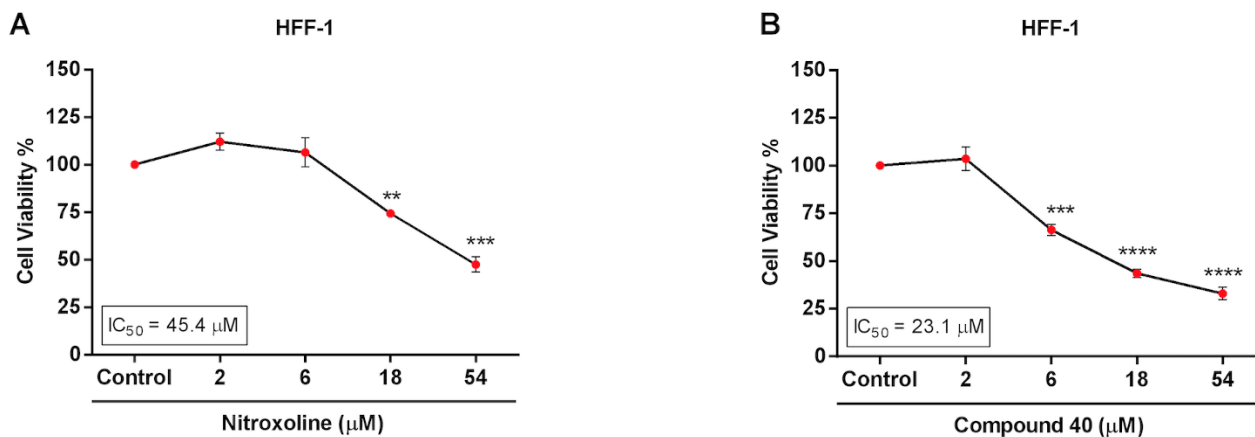 A
HFF-1
Cell Viability %
150
125
100
75
50
25
0
**
***
IC50 = 45.4 μM
Control 2 6 18 54
Nitroxoline (μM)
B
HFF-1
Cell Viability %
150
125
100
75
50
25
0
***
****
****
IC50 = 23.1 μM
Control 2 6 18 54
Compound 40 (μM)